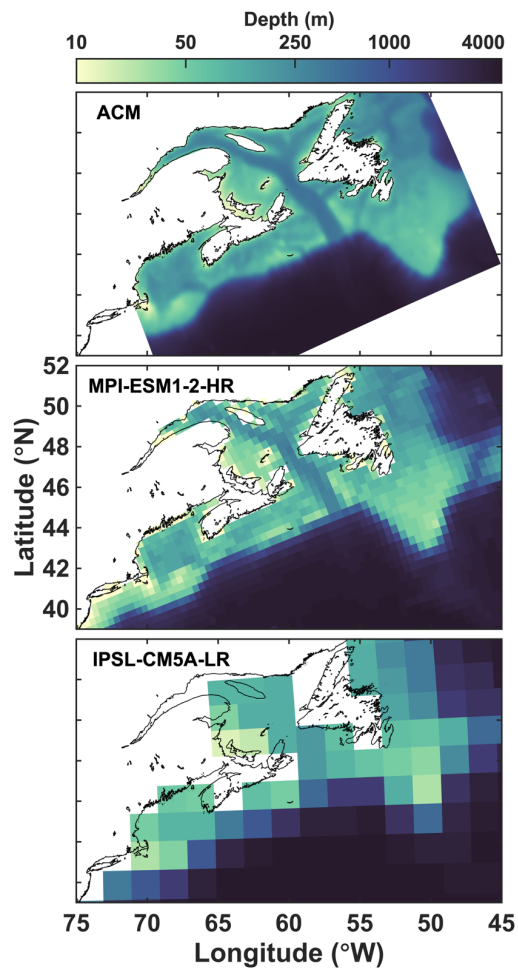 Depth (m)
10 50 250 1000 4000
ACM
52
MPI-ESM1-2-HR
50
48
46
44
42
40
Latitude (°N)
IPSL-CM5A-LR
75 70 65 60 55 50 45
Longitude (°W)